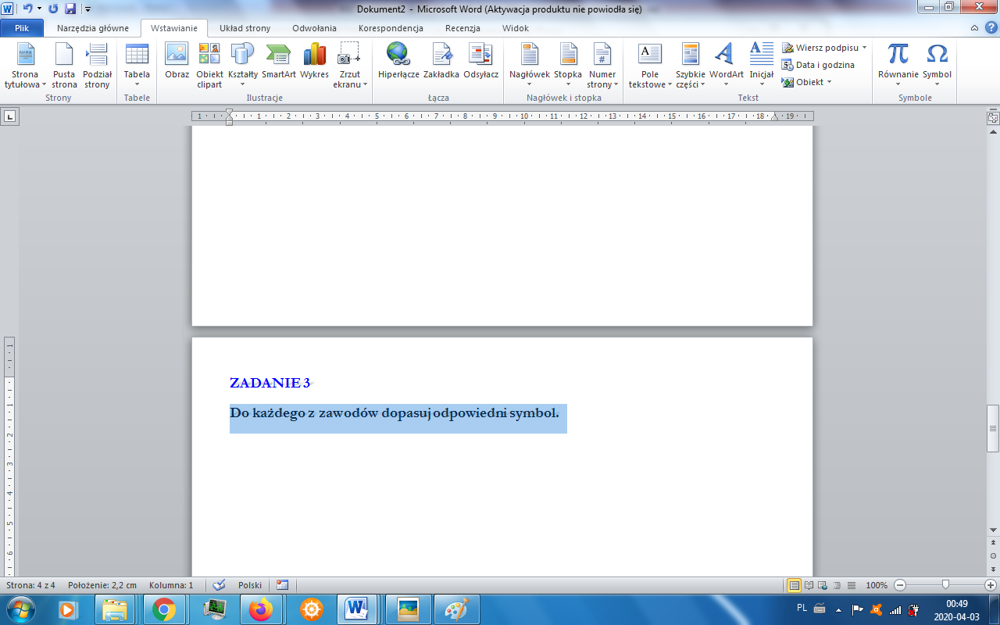 Dokument2 - Microsoft Word (Aktywacja produktu nie powiodła się)
Plik Narzędzia główne Wstawianie Układ strony Odwołania Korespondencja Recenzja Widok
Strona tytułowa
Pusta strona
Podział strony
Tabela
Obraz
Obiekt clipart
Kształty
SmartArt
Wykres
Zrzut ekranu
Hiperłącze
Zakładka
Odsyłacz
Nagłówek
Stopka
Numer strony
Pole tekstowe
Szybkie części
WordArt
Inicjał
Wiersz podpisu
Data i godzina
Obiekt
Równanie
Symbol
Strony Tabele Ilustracje Łącza Nagłówek i stopka Tekst Symbole
1 1 2 3 4 5 6 7 8 9 10 11 12 13 14 15 16 17 18 19
ZADANIE 3
Do każdego z zawodów dopasuj odpowiedni symbol.
1 1 2 3 4 5 6
Strona: 4 z 4 Położenie: 2,2 cm Kolumna: 1 Polski 100%
PL 00:49
2020-04-03